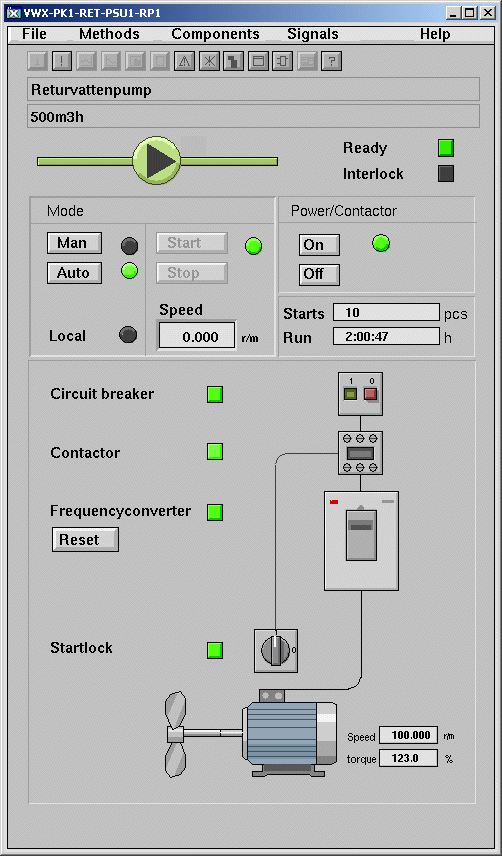 VWX-PK1-RET-PSU1-RP1
File Methods Components Signals Help
! ?
Returvattenpump
500m3h
Ready
Interlock
Mode
Man
Auto
Local
Start
Stop
Speed
0.000 r/m
Power/Contactor
On
Off
Starts 10 pcs
Run 2:00:47 h
Circuit breaker
1 0
Contactor
Frequencyconverter
Reset
Startlock
0
Speed 100.000 r/m
torque 123.0 %